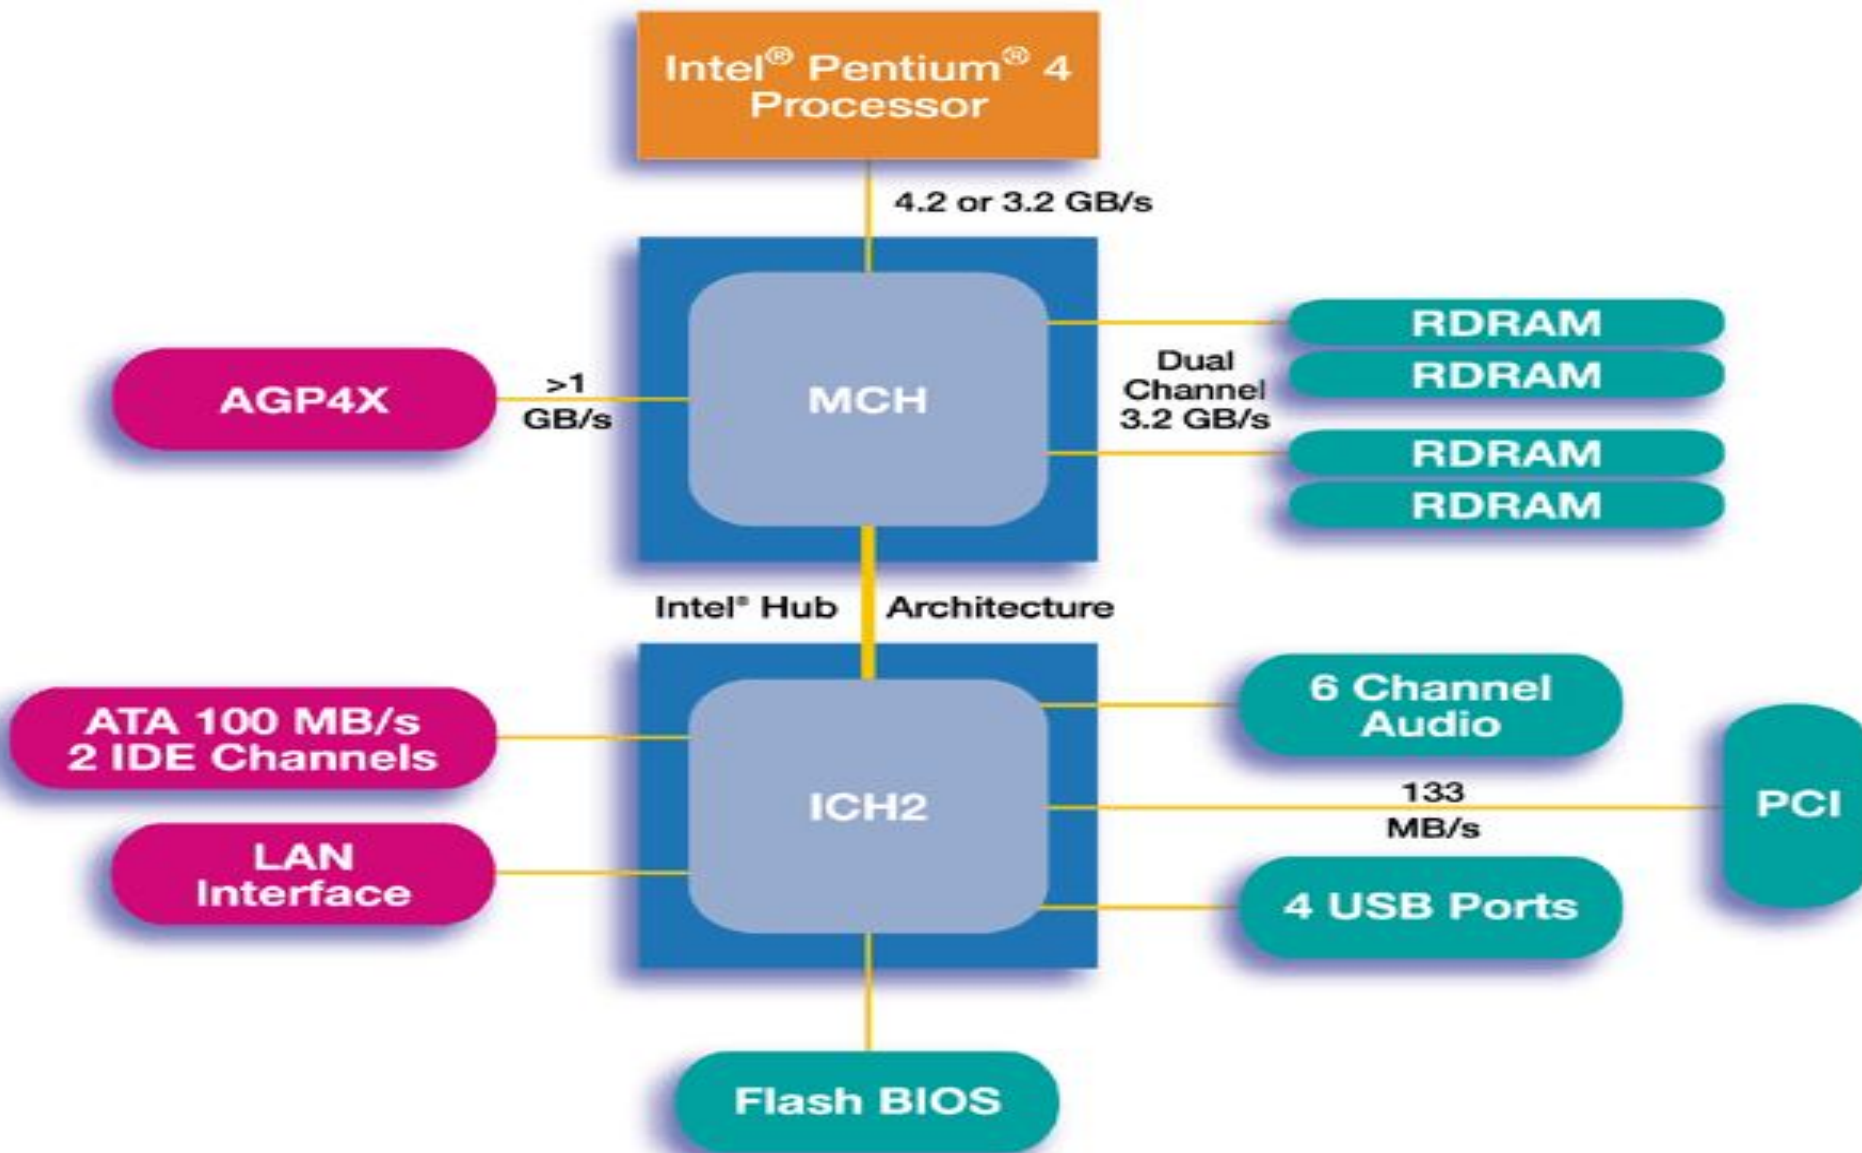 Intel® Pentium® 4
Processor
4.2 or 3.2 GB/s
AGP4X
>1
GB/s
MCH
Dual
Channel
3.2 GB/s
RDRAM
RDRAM
RDRAM
RDRAM
Intel® Hub Architecture
ATA 100 MB/s
2 IDE Channels
LAN
Interface
ICH2
6 Channel
Audio
133
MB/s
PCI
4 USB Ports
Flash BIOS